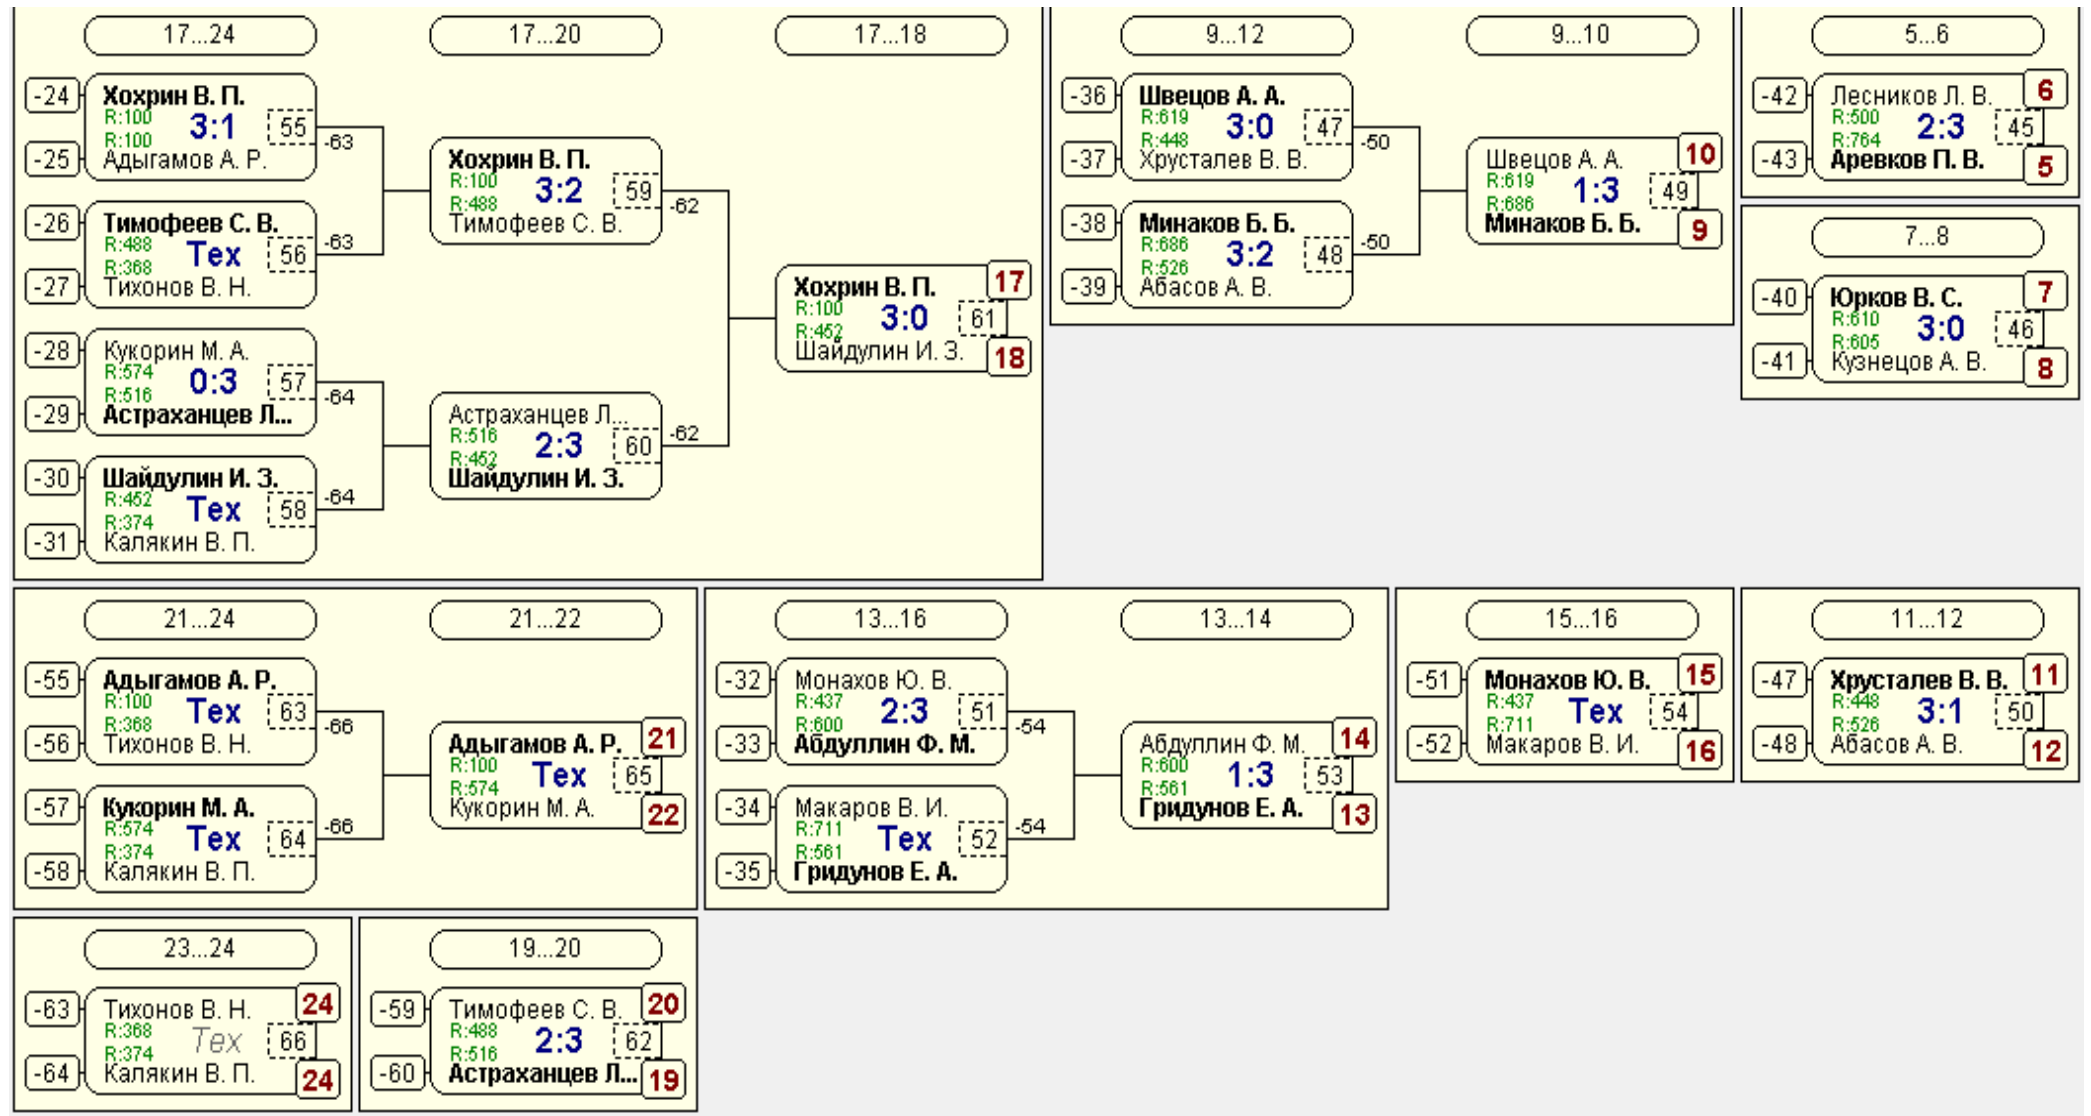 17...24
17...20
17...18
-24
Хохрин В. П.
R:100
3:1
55
R:100
-25
Адыгамов А. Р.
-63
-26
Тимофеев С. В.
R:488
Тех
56
R:368
-27
Тихонов В. Н.
-63
-28
Кукорин М. А.
R:574
0:3
57
R:516
-29
Астраханцев Л...
-64
-30
Шайдулин И. З.
R:452
Тех
58
R:374
-31
Калякин В. П.
-64
Хохрин В. П.
R:100
3:2
59
R:488
Тимофеев С. В.
-62
Астраханцев Л...
R:516
2:3
60
R:452
Шайдулин И. З.
-62
Хохрин В. П.
17
R:100
3:0
61
R:452
Шайдулин И. З.
18
9...12
9...10
-36
Швецов А. А.
R:619
3:0
47
R:448
-37
Хрусталев В. В.
-50
-38
Минаков Б. Б.
R:686
3:2
48
R:526
-39
Абасов А. В.
-50
Швецов А. А.
10
R:619
1:3
49
R:686
Минаков Б. Б.
9
5...6
-42
Лесников Л. В.
6
R:500
2:3
45
R:764
-43
Аревков П. В.
5
7...8
-40
Юрков В. С.
7
R:610
3:0
46
R:605
-41
Кузнецов А. В.
8
21...24
21...22
-55
Адыгамов А. Р.
R:100
Тех
63
R:368
-56
Тихонов В. Н.
-66
-57
Кукорин М. А.
R:574
Тех
64
R:374
-58
Калякин В. П.
-66
Адыгамов А. Р.
21
R:100
Тех
65
R:574
Кукорин М. А.
22
13...16
13...14
-32
Монахов Ю. В.
R:437
2:3
51
R:600
-33
Абдуллин Ф. М.
-54
-34
Макаров В. И.
R:711
Тех
52
R:561
-35
Гридунов Е. А.
-54
Абдуллин Ф. М.
14
R:600
1:3
53
R:561
Гридунов Е. А.
13
15...16
-51
Монахов Ю. В.
15
R:437
Тех
54
R:711
-52
Макаров В. И.
16
11...12
-47
Хрусталев В. В.
11
R:448
3:1
50
R:526
-48
Абасов А. В.
12
23...24
-63
Тихонов В. Н.
24
R:368
Тех
66
R:374
-64
Калякин В. П.
24
19...20
-59
Тимофеев С. В.
20
R:488
2:3
62
R:516
-60
Астраханцев Л...
19